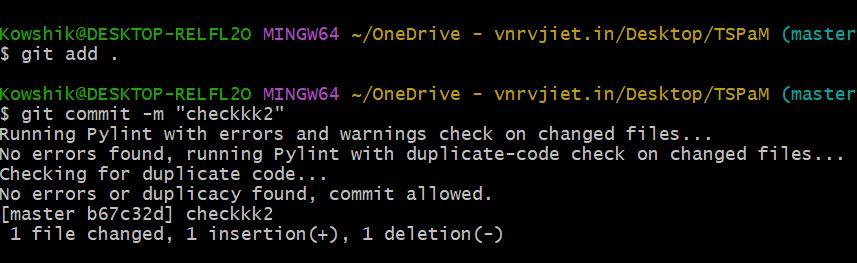 Kowshik@DESKTOP-RELFL2O MINGW64 ~/OneDrive - vnrvjiet.in/Desktop/TSPaM (master
$ git add .
Kowshik@DESKTOP-RELFL2O MINGW64 ~/OneDrive - vnrvjiet.in/Desktop/TSPaM (master
$ git commit -m "checkkk2"
Running Pylint with errors and warnings check on changed files...
No errors found, running Pylint with duplicate-code check on changed files...
Checking for duplicate code...
No errors or duplicacy found, commit allowed.
[master b67c32d] checkkk2
 1 file changed, 1 insertion(+), 1 deletion(-)